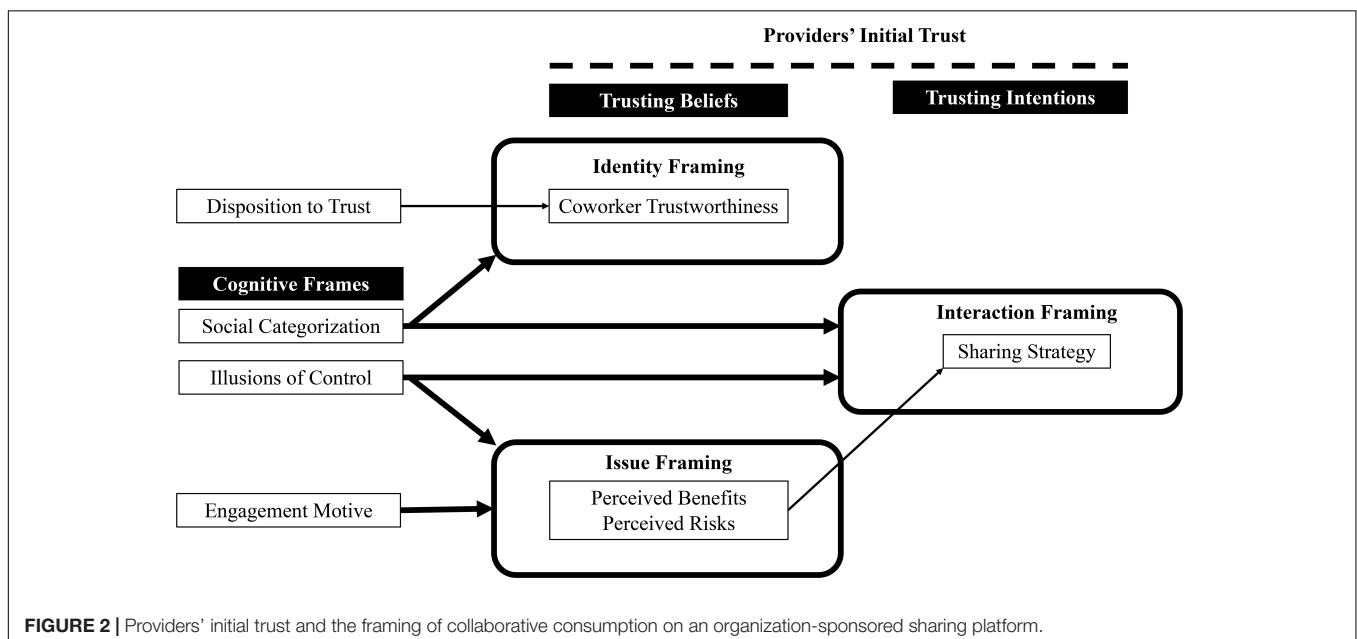 Providers' Initial Trust
Trusting Beliefs
Trusting Intentions
Identity Framing
Disposition to Trust
Coworker Trustworthiness
Cognitive Frames
Social Categorization
Interaction Framing
Sharing Strategy
Illusions of Control
Issue Framing
Engagement Motive
Perceived Benefits
Perceived Risks
FIGURE 2 | Providers' initial trust and the framing of collaborative consumption on an organization-sponsored sharing platform.